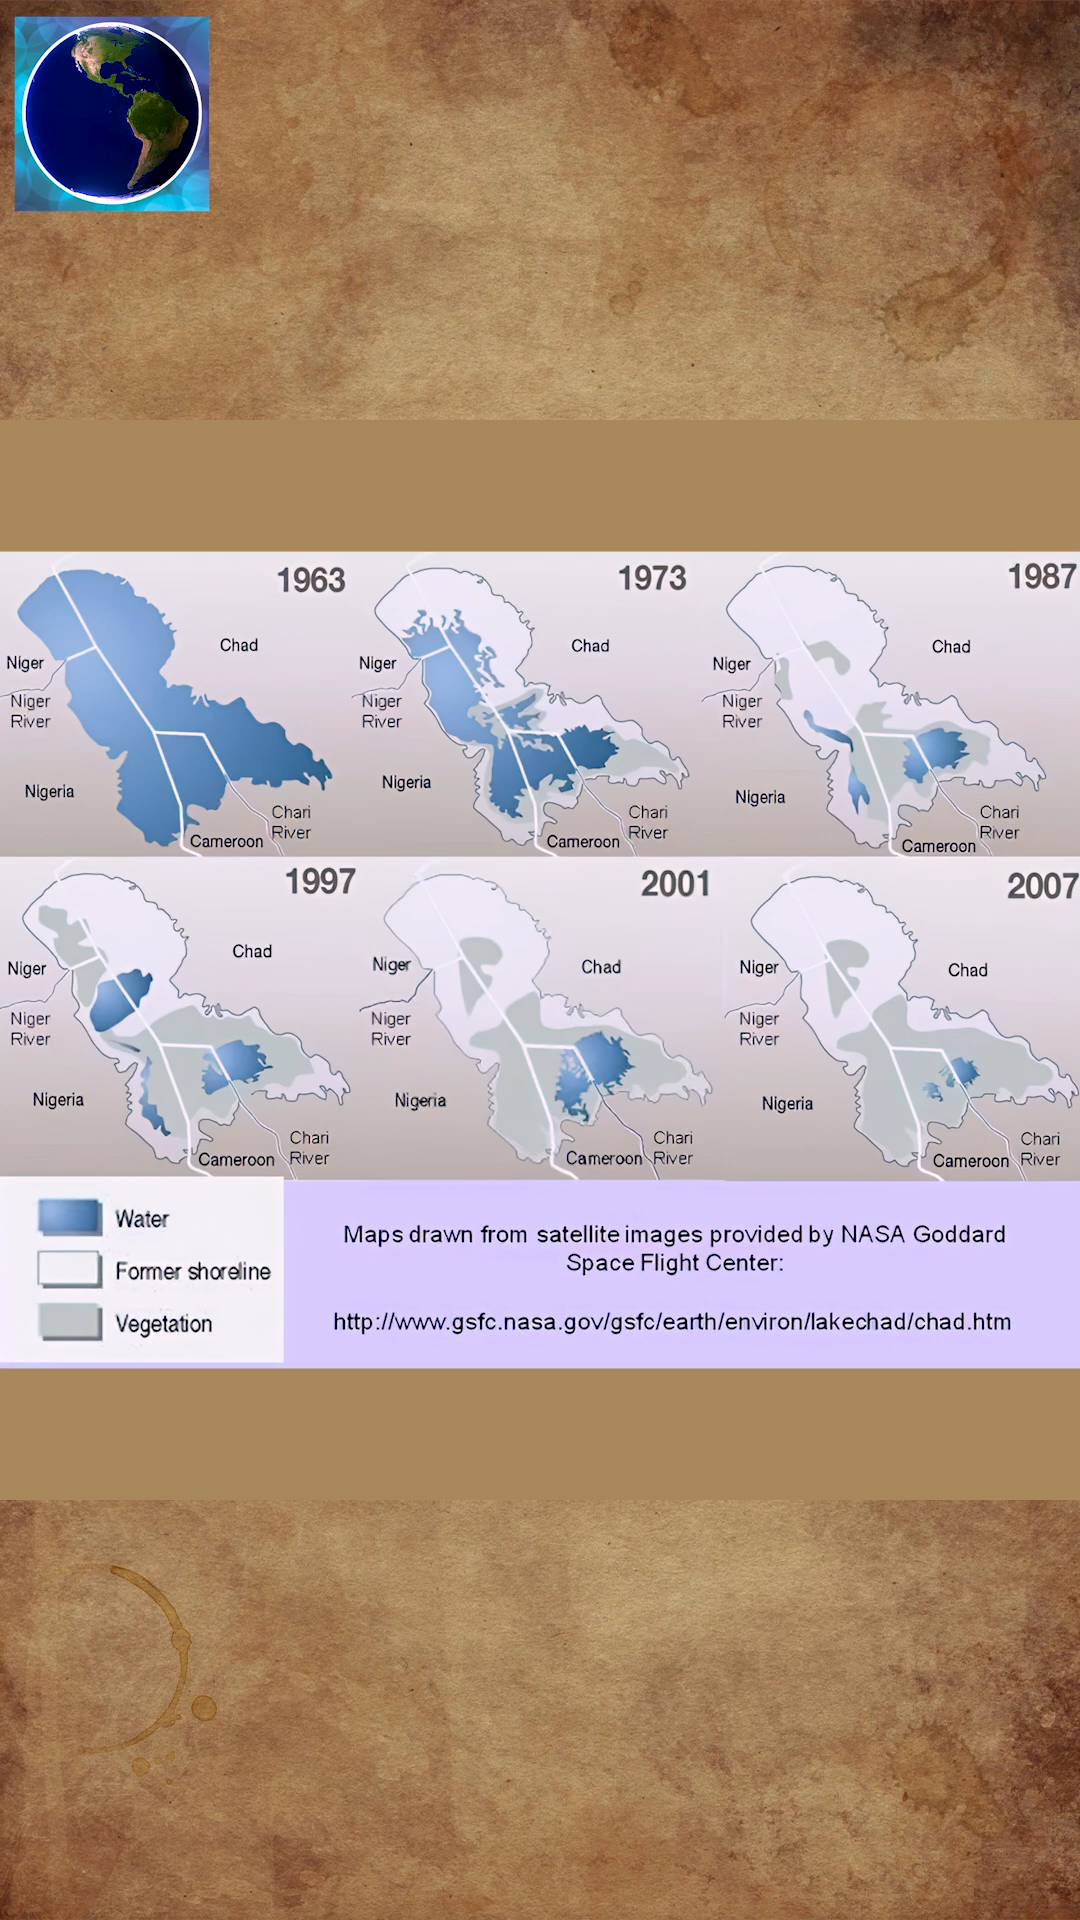 1963
Chad
Niger
Niger
River
Nigeria
Chari
River
Cameroon
1973
Chad
Niger
Niger
River
Nigeria
Chari
River
Cameroon
1987
Chad
Niger
Niger
River
Nigeria
Chari
River
Cameroon
1997
Chad
Niger
Niger
River
Nigeria
Chari
River
Cameroon
2001
Chad
Niger
Niger
River
Nigeria
Chari
River
Cameroon
2007
Chad
Niger
Niger
River
Nigeria
Chari
River
Cameroon
Water
Former shoreline
Vegetation
Maps drawn from satellite images provided by NASA Goddard
Space Flight Center:
http://www.gsfc.nasa.gov/gsfc/earth/environ/lakechad/chad.htm